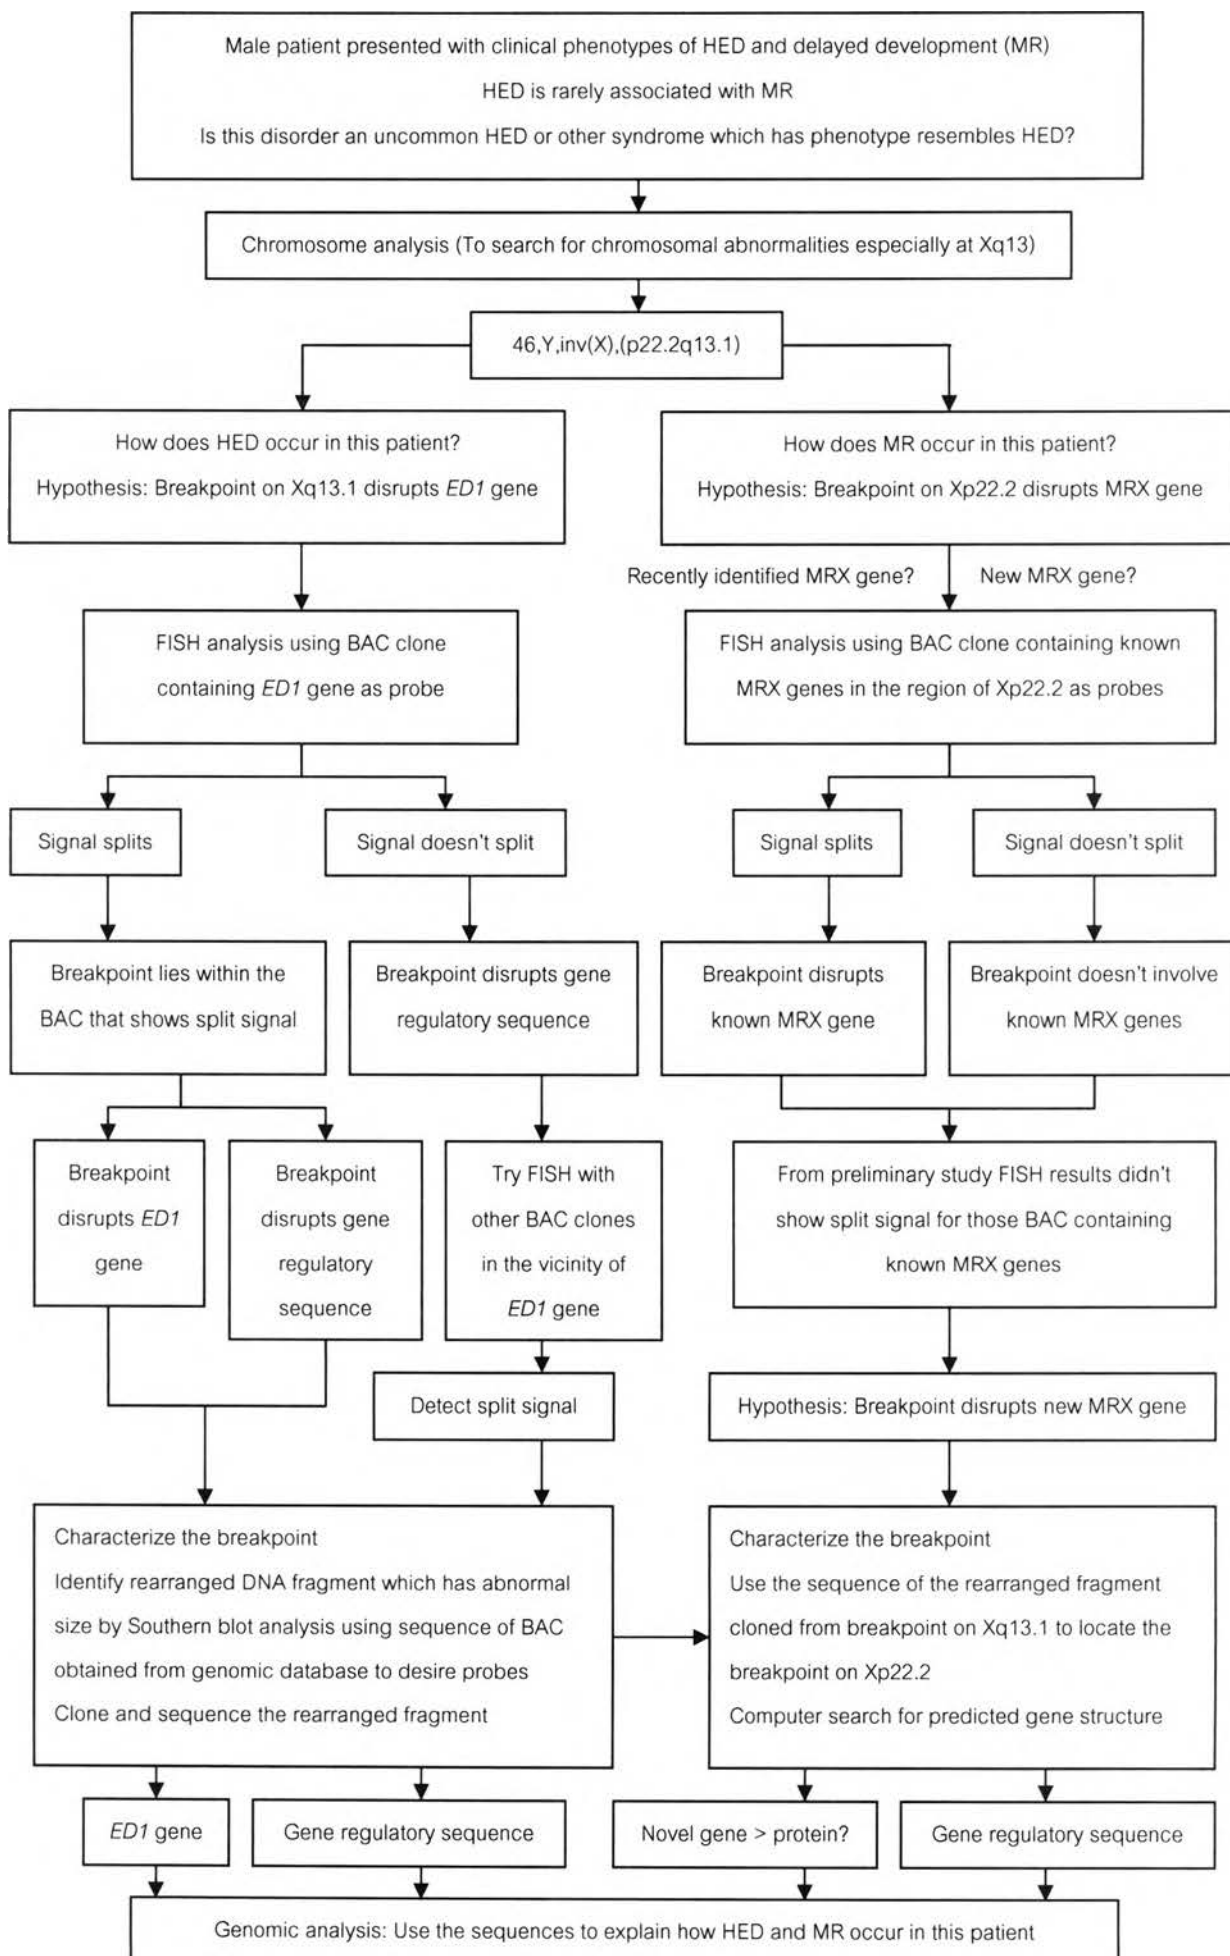 Male patient presented with clinical phenotypes of HED and delayed development (MR)
HED is rarely associated with MR
Is this disorder an uncommon HED or other syndrome which has phenotype resembles HED?
Chromosome analysis (To search for chromosomal abnormalities especially at Xq13)
46,Y,inv(X),(p22.2q13.1)
How does HED occur in this patient?
Hypothesis: Breakpoint on Xq13.1 disrupts ED1 gene
How does MR occur in this patient?
Hypothesis: Breakpoint on Xp22.2 disrupts MRX gene
Recently identified MRX gene?
New MRX gene?
FISH analysis using BAC clone
containing ED1 gene as probe
FISH analysis using BAC clone containing known
MRX genes in the region of Xp22.2 as probes
Signal splits
Signal doesn't split
Signal splits
Signal doesn't split
Breakpoint lies within the
BAC that shows split signal
Breakpoint disrupts gene
regulatory sequence
Breakpoint disrupts
known MRX gene
Breakpoint doesn't involve
known MRX genes
Breakpoint
disrupts ED1
gene
Breakpoint
disrupts gene
regulatory
sequence
Try FISH with
other BAC clones
in the vicinity of
ED1 gene
From preliminary study FISH results didn't
show split signal for those BAC containing
known MRX genes
Detect split signal
Hypothesis: Breakpoint disrupts new MRX gene
Characterize the breakpoint
Identify rearranged DNA fragment which has abnormal
size by Southern blot analysis using sequence of BAC
obtained from genomic database to desire probes
Clone and sequence the rearranged fragment
Characterize the breakpoint
Use the sequence of the rearranged fragment
cloned from breakpoint on Xq13.1 to locate the
breakpoint on Xp22.2
Computer search for predicted gene structure
ED1 gene
Gene regulatory sequence
Novel gene > protein?
Gene regulatory sequence
Genomic analysis: Use the sequences to explain how HED and MR occur in this patient